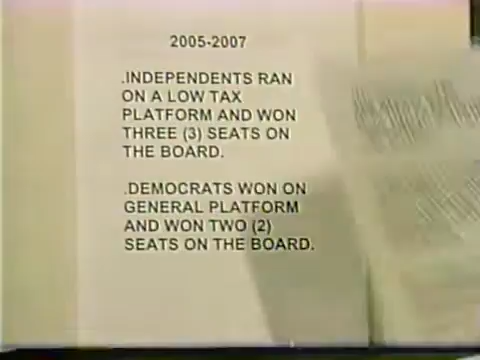 2005-2007
.INDEPENDENTS RAN
ON A LOW TAX
PLATFORM AND WON
THREE (3) SEATS ON
THE BOARD.
.DEMOCRATS WON ON
GENERAL PLATFORM
AND WON TWO (2)
SEATS ON THE BOARD.